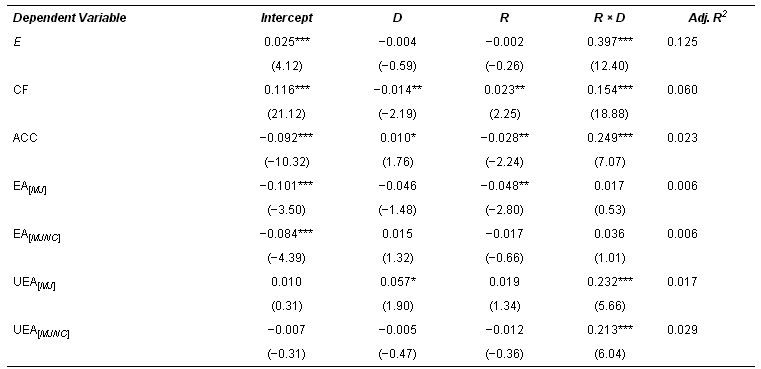 Dependent Variable Intercept D R R × D Adj. R²
E 0.025*** −0.004 −0.002 0.397*** 0.125
(4.12) (−0.59) (−0.26) (12.40)
CF 0.116*** −0.014** 0.023** 0.154*** 0.060
(21.12) (−2.19) (2.25) (18.88)
ACC −0.092*** 0.010* −0.028** 0.249*** 0.023
(−10.32) (1.76) (−2.24) (7.07)
EA[MJ] −0.101*** −0.046 −0.048** 0.017 0.006
(−3.50) (−1.48) (−2.80) (0.53)
EA[MJNC] −0.084*** 0.015 −0.017 0.036 0.006
(−4.39) (1.32) (−0.66) (1.01)
UEA[MJ] 0.010 0.057* 0.019 0.232*** 0.017
(0.31) (1.90) (1.34) (5.66)
UEA[MJNC] −0.007 −0.005 −0.012 0.213*** 0.029
(−0.31) (−0.47) (−0.36) (6.04)